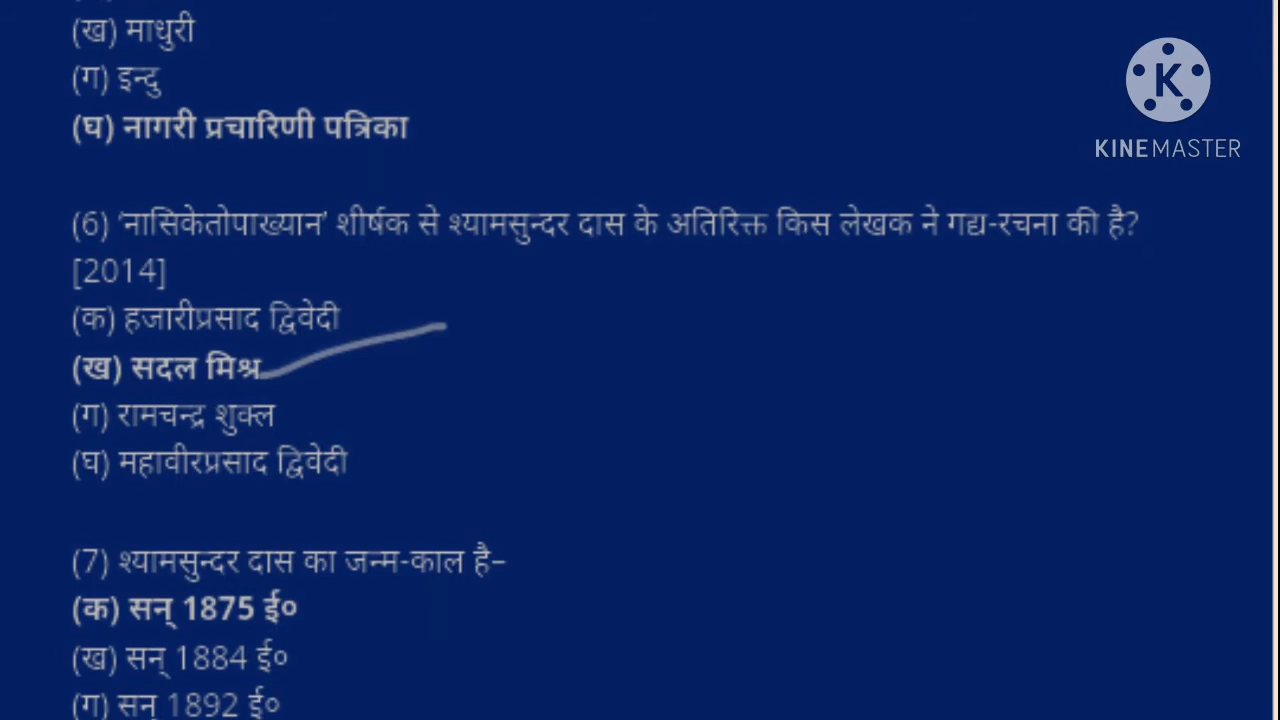 (ख) माधुरी
(ग) इन्दु
(घ) नागरी प्रचारिणी पत्रिका
KINEMASTER
(6) ‘नासिकेतोपाख्यान’ शीर्षक से श्यामसुन्दर दास के अतिरिक्त किस लेखक ने गद्य-रचना की है?
[2014]
(क) हजारीप्रसाद द्विवेदी
(ख) सदल मिश्र
(ग) रामचन्द्र शुक्ल
(घ) महावीरप्रसाद द्विवेदी
(7) श्यामसुन्दर दास का जन्म-काल है–
(क) सन् 1875 ई०
(ख) सन् 1884 ई०
(ग) सन् 1892 ई०